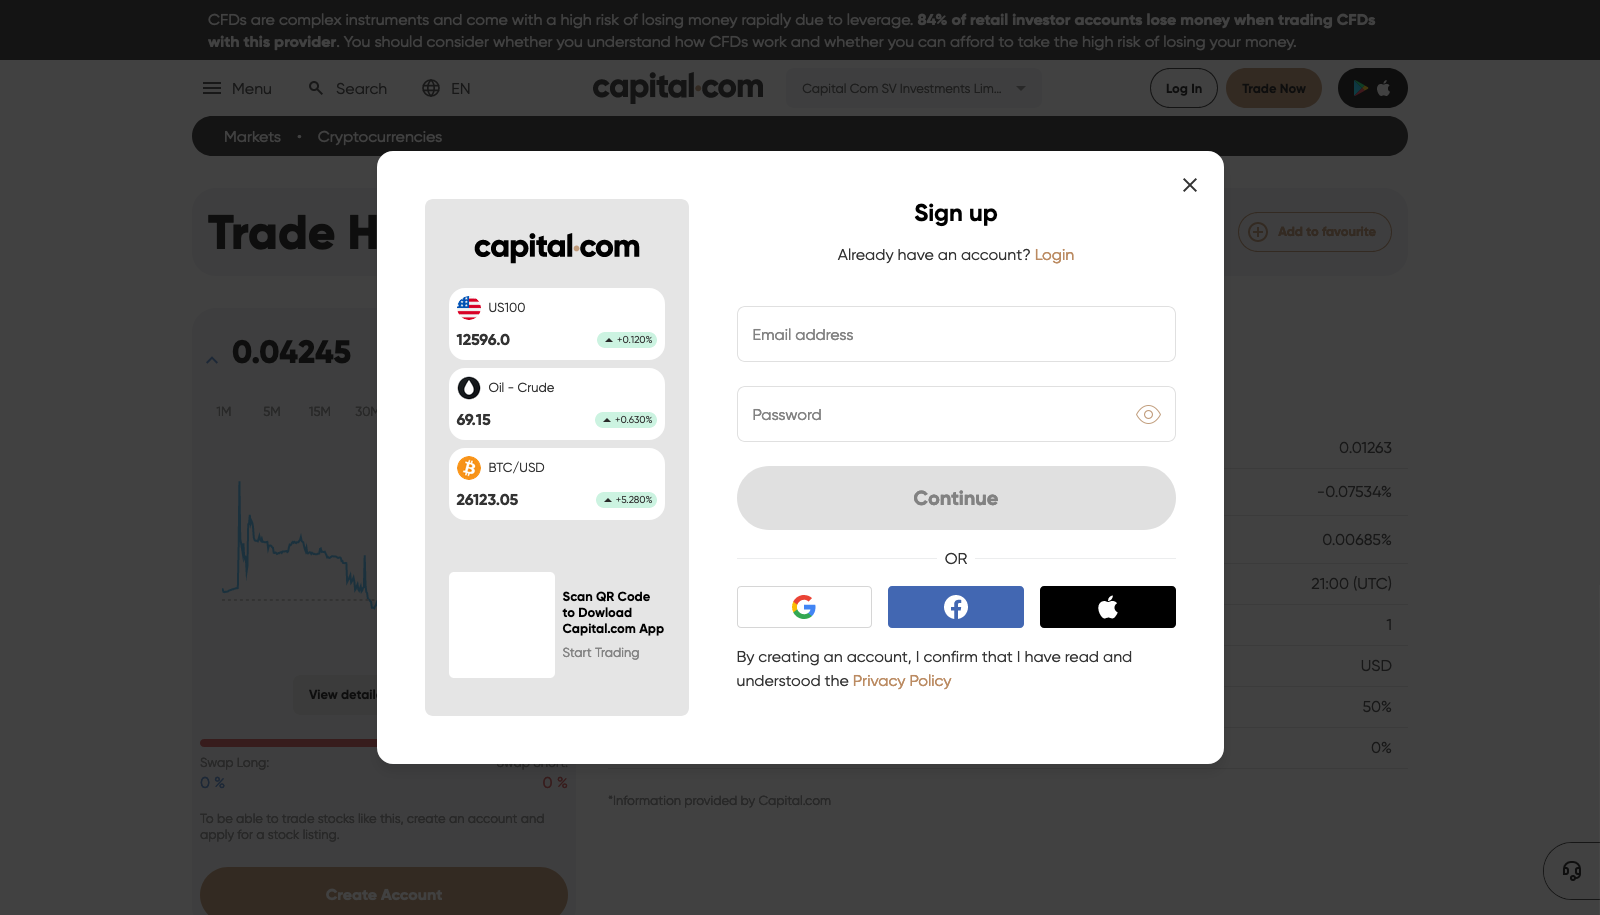 CFDs are complex instruments and come with a high risk of losing money rapidly due to leverage. 84% of retail investor accounts lose money when trading CFDs
with this provider. You should consider whether you understand how CFDs work and whether you can afford to take the high risk of losing your money.
Menu
Search
EN
capital.com
Capital Com SV Investments Lim...
Log In
Trade Now
Markets • Cryptocurrencies
Trade H
Add to favourite
0.04245
1M 5M 15M 30M
View details
Swap Long:
0 %
Swap Short:
0 %
To be able to trade stocks like this, create an account and
apply for a stock listing.
Create Account
0.01263
-0.07534%
0.00685%
21:00 (UTC)
1
USD
50%
0%
*Information provided by Capital.com
capital.com
US100
12596.0
+0.120%
Oil - Crude
69.15
+0.630%
BTC/USD
26123.05
+5.280%
Scan QR Code
to Dowload
Capital.com App
Start Trading
Sign up
Already have an account? Login
Email address
Password
Continue
OR
By creating an account, I confirm that I have read and
understood the Privacy Policy